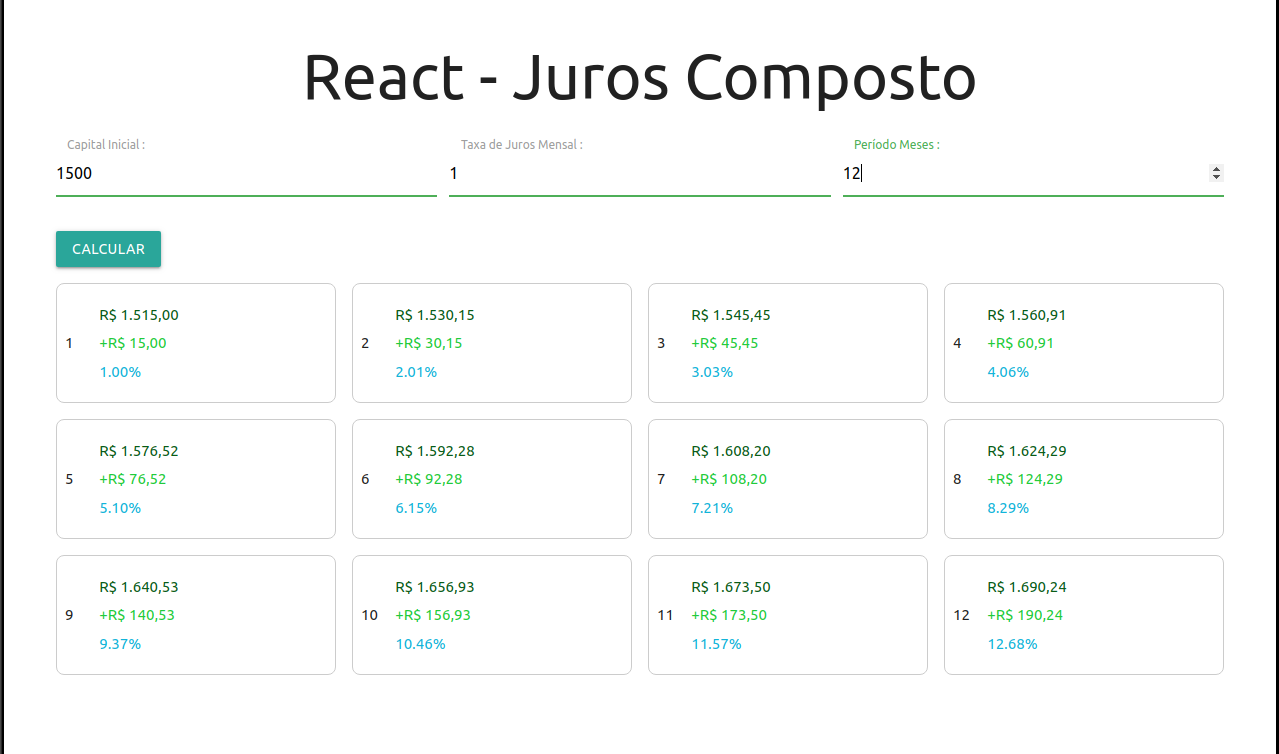 React - Juros Composto
Capital Inicial :
1500
Taxa de Juros Mensal :
1
Período Meses :
12
CALCULAR
1
R$ 1.515,00
+R$ 15,00
1.00%
2
R$ 1.530,15
+R$ 30,15
2.01%
3
R$ 1.545,45
+R$ 45,45
3.03%
4
R$ 1.560,91
+R$ 60,91
4.06%
5
R$ 1.576,52
+R$ 76,52
5.10%
6
R$ 1.592,28
+R$ 92,28
6.15%
7
R$ 1.608,20
+R$ 108,20
7.21%
8
R$ 1.624,29
+R$ 124,29
8.29%
9
R$ 1.640,53
+R$ 140,53
9.37%
10
R$ 1.656,93
+R$ 156,93
10.46%
11
R$ 1.673,50
+R$ 173,50
11.57%
12
R$ 1.690,24
+R$ 190,24
12.68%